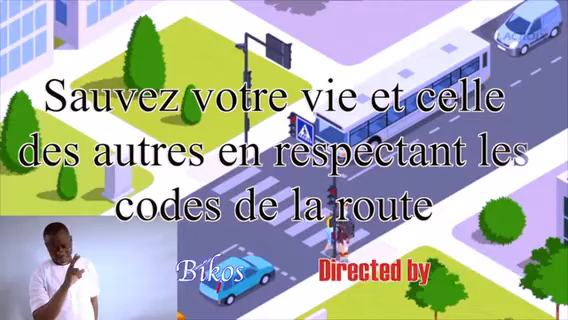 Sauvez votre vie et celle
des autres en respectant les
codes de la route
Bikos
Directed by